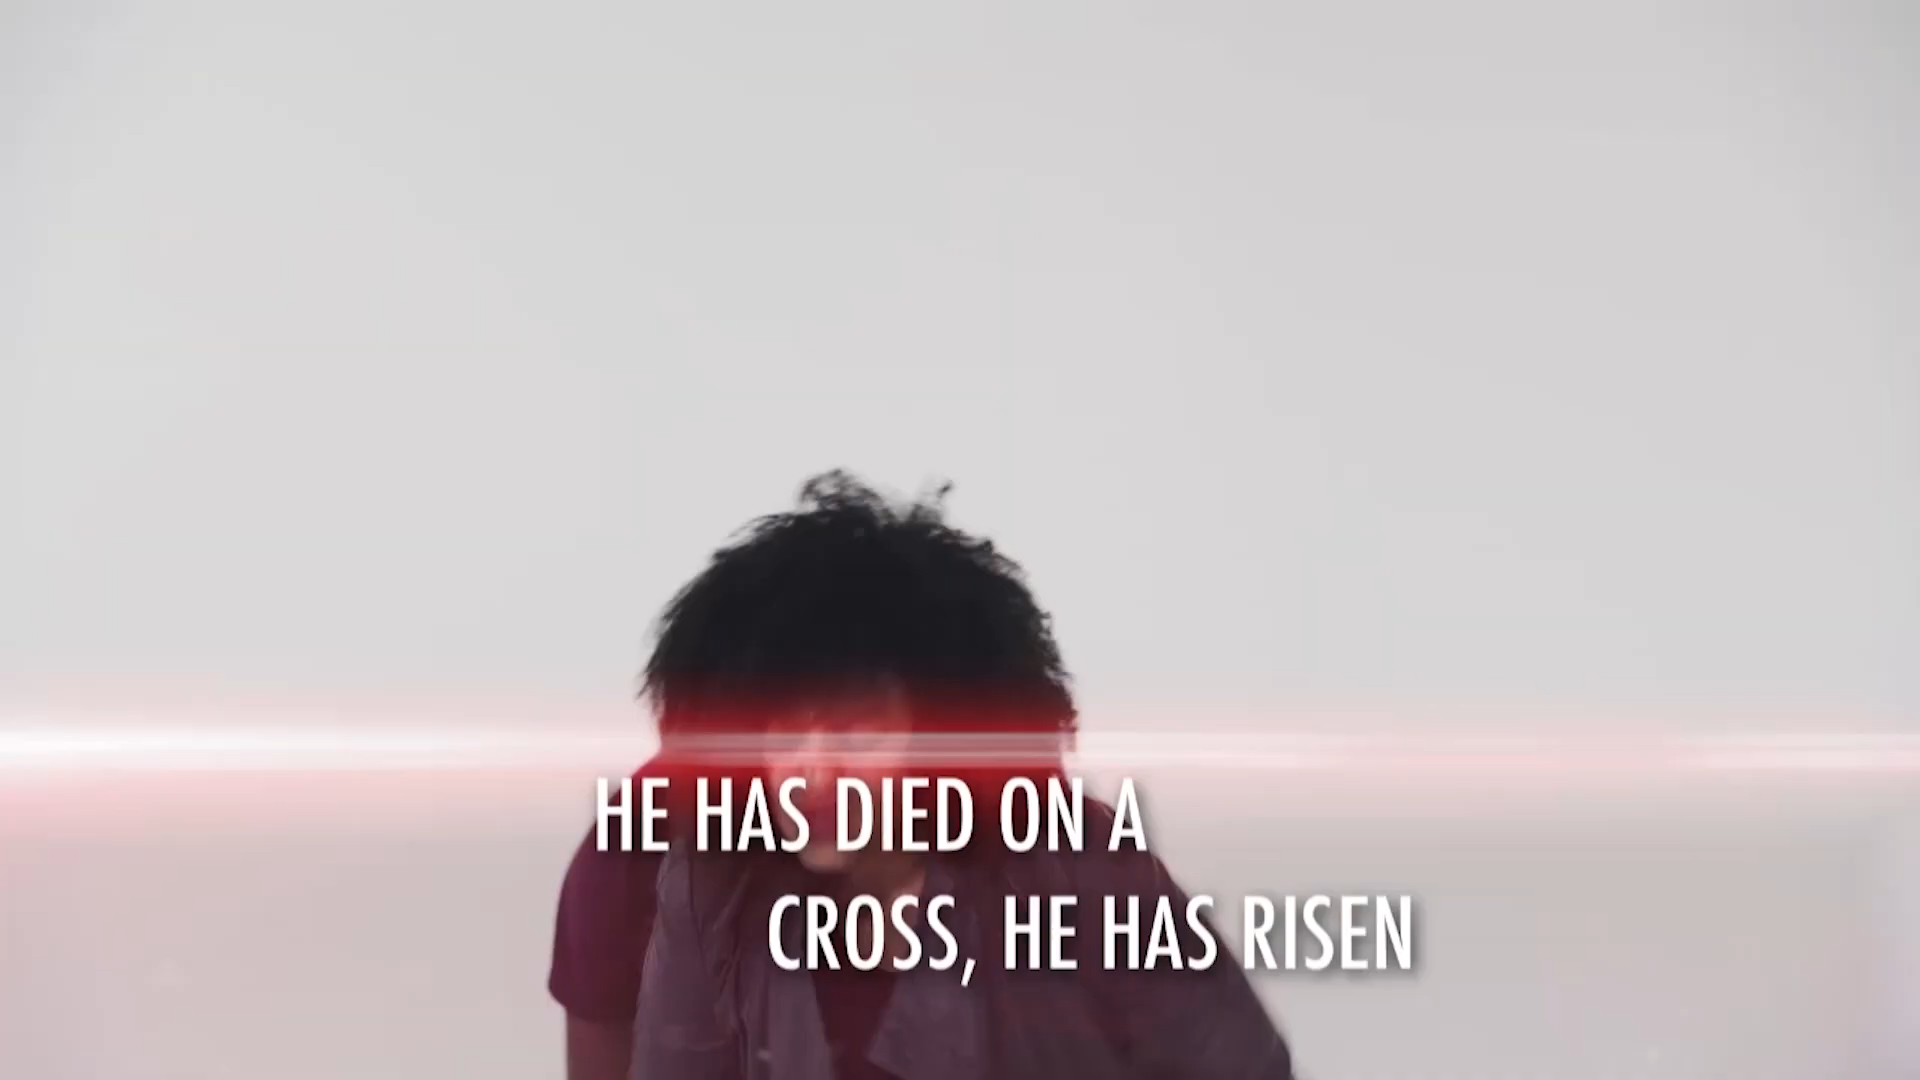 HE HAS DIED ON A
CROSS, HE HAS RISEN